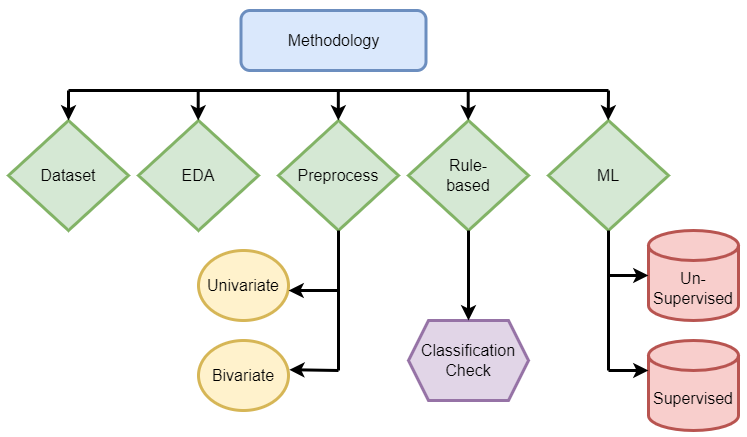 Methodology
Dataset
EDA
Preprocess
Rule-
based
ML
Univariate
Bivariate
Classification
Check
Un-
Supervised
Supervised